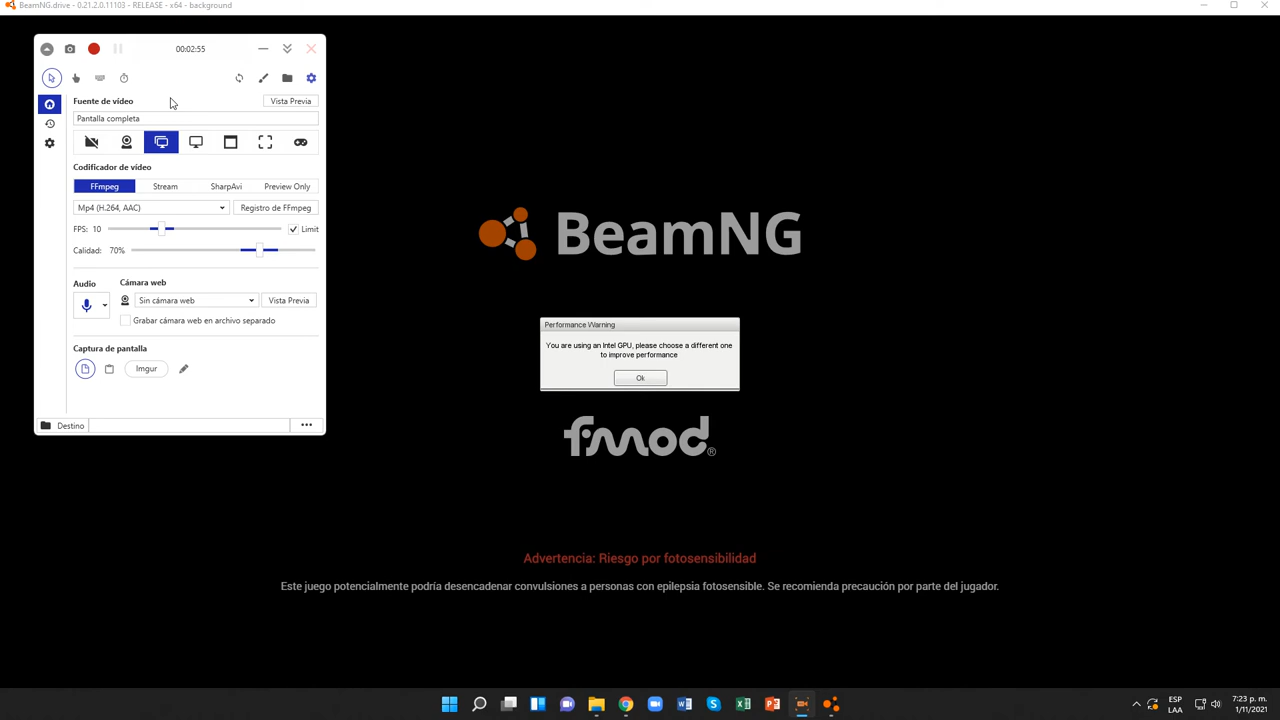 BeamNG.drive - 0.21.2.0.11103 - RELEASE - x64 - background
00:02:55
Fuente de vídeo
Vista Previa
Pantalla completa
Codificador de vídeo
FFmpeg Stream SharpAvi Preview Only
Mp4 (H.264, AAC) Registro de FFmpeg
FPS: 10 Limit
Calidad: 70%
Audio
Cámara web
Sin cámara web Vista Previa
Grabar cámara web en archivo separado
Captura de pantalla
Imgur
Destino
BeamNG
Performance Warning
You are using an Intel GPU, please choose a different one
to improve performance
Ok
fmod®
Advertencia: Riesgo por fotosensibilidad
Este juego potencialmente podría desencadenar convulsiones a personas con epilepsia fotosensible. Se recomienda precaución por parte del jugador.
ESP
LAA
7:23 p. m.
1/11/2021